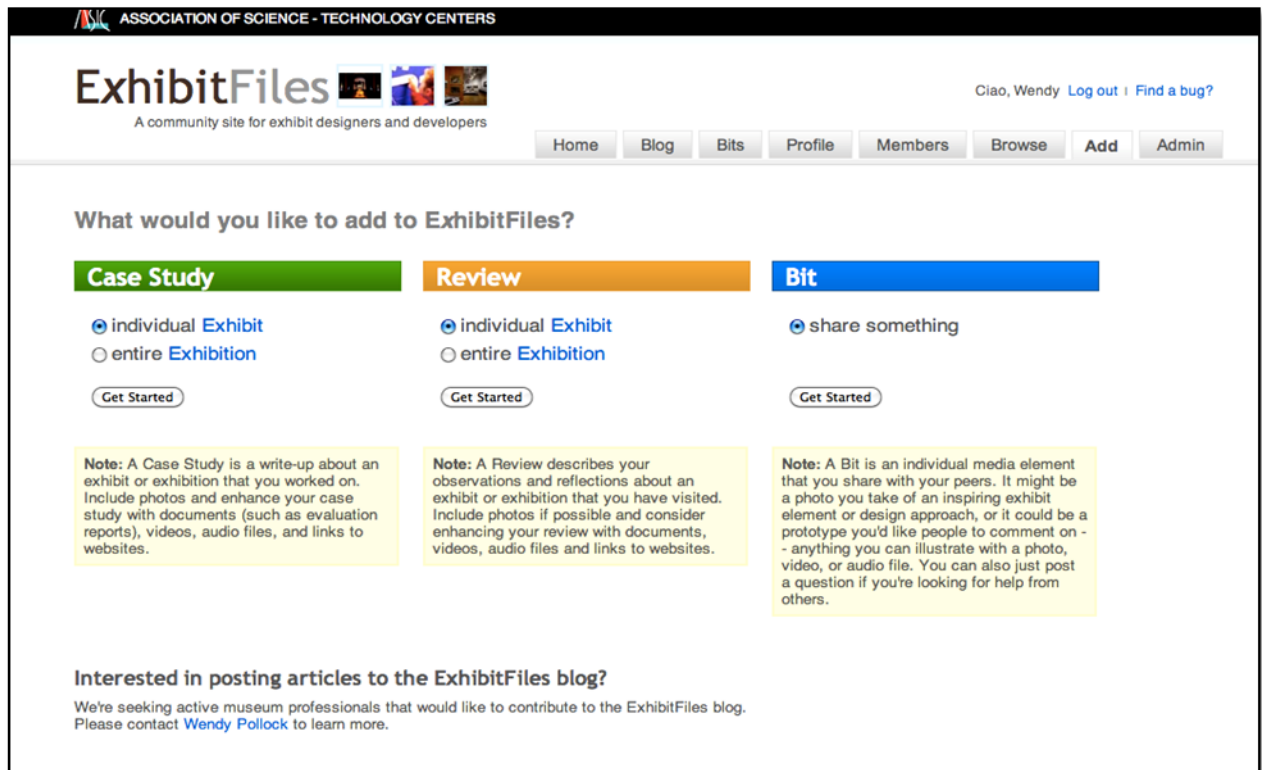 ASTC ASSOCIATION OF SCIENCE - TECHNOLOGY CENTERS
ExhibitFiles
A community site for exhibit designers and developers
Ciao, Wendy Log out | Find a bug?
Home Blog Bits Profile Members Browse Add Admin
What would you like to add to ExhibitFiles?
Case Study
individual Exhibit
entire Exhibition
Get Started
Note: A Case Study is a write-up about an
exhibit or exhibition that you worked on.
Include photos and enhance your case
study with documents (such as evaluation
reports), videos, audio files, and links to
websites.
Review
individual Exhibit
entire Exhibition
Get Started
Note: A Review describes your
observations and reflections about an
exhibit or exhibition that you have visited.
Include photos if possible and consider
enhancing your review with documents,
videos, audio files and links to websites.
Bit
share something
Get Started
Note: A Bit is an individual media element
that you share with your peers. It might be
a photo you take of an inspiring exhibit
element or design approach, or it could be a
prototype you'd like people to comment on -
- anything you can illustrate with a photo,
video, or audio file. You can also just post
a question if you're looking for help from
others.
Interested in posting articles to the ExhibitFiles blog?
We're seeking active museum professionals that would like to contribute to the ExhibitFiles blog.
Please contact Wendy Pollock to learn more.